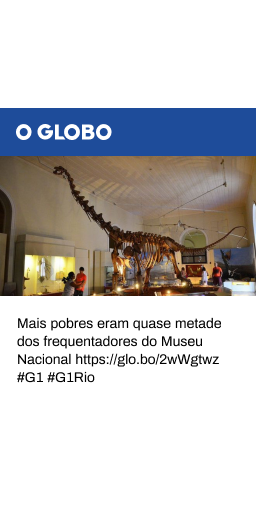 O GLOBO
Mais pobres eram quase metade
dos frequentadores do Museu
Nacional https://glo.bo/2wWgtwz
#G1 #G1Rio